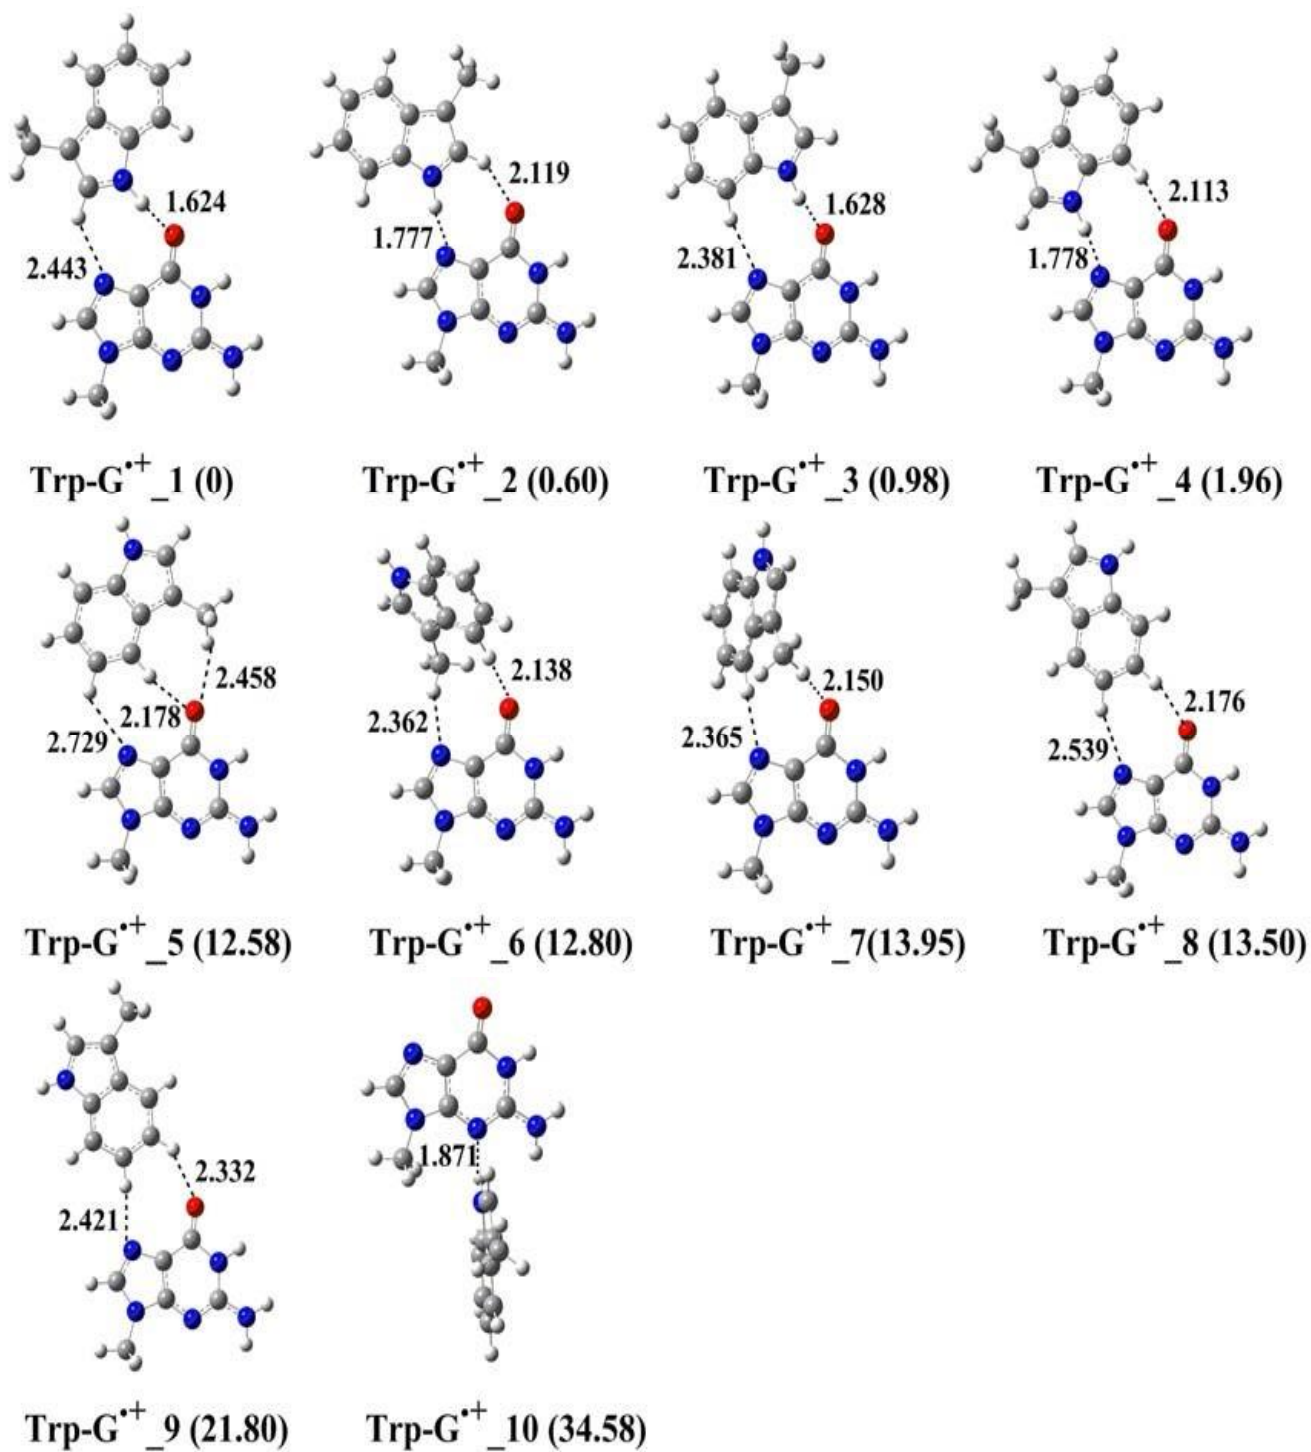 1.624
2.443
2.119
1.777
1.628
2.381
2.113
1.778
Trp-G•+_1 (0)
Trp-G•+_2 (0.60)
Trp-G•+_3 (0.98)
Trp-G•+_4 (1.96)
2.458
2.178
2.729
2.138
2.362
2.150
2.365
2.176
2.539
Trp-G•+_5 (12.58)
Trp-G•+_6 (12.80)
Trp-G•+_7(13.95)
Trp-G•+_8 (13.50)
2.332
2.421
1.871
Trp-G•+_9 (21.80)
Trp-G•+_10 (34.58)